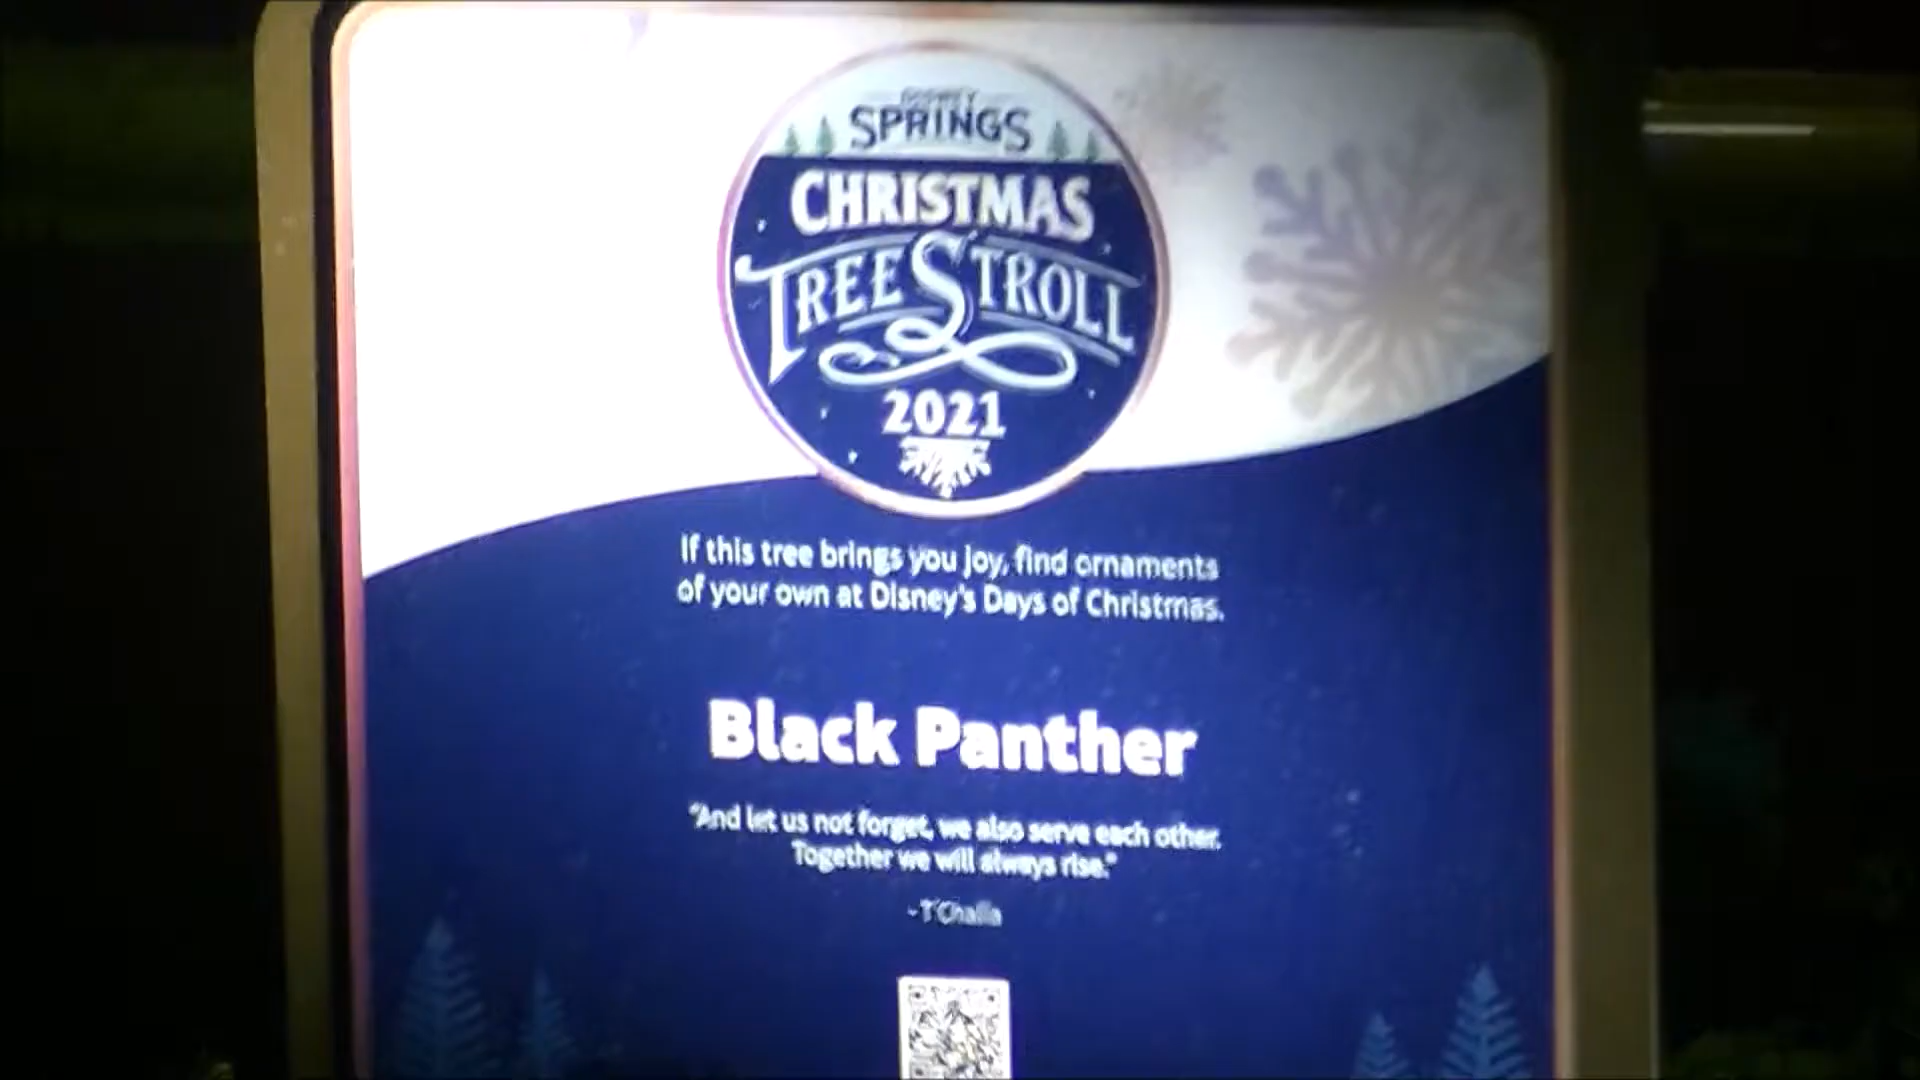 DISNEY
SPRINGS
CHRISTMAS
TREE STROLL
2021
If this tree brings you joy, find ornaments
of your own at Disney's Days of Christmas.
Black Panther
"And let us not forget, we also serve each other.
Together we will always rise."
- T'Challa